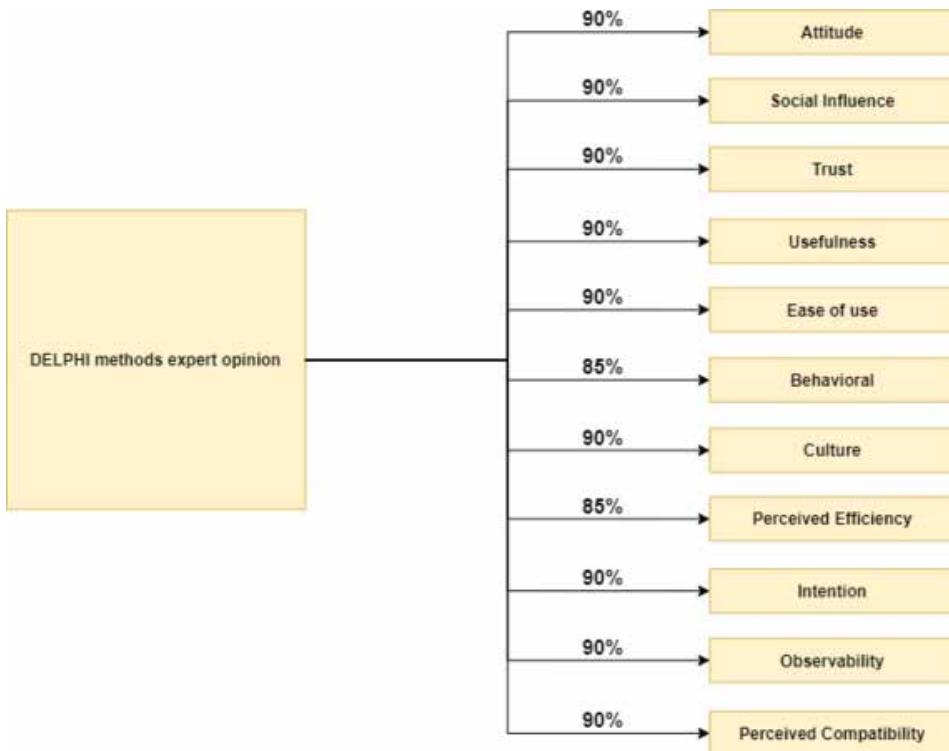 90%
Attitude
90%
Social Influence
90%
Trust
90%
Usefulness
90%
Ease of use
DELPHI methods expert opinion
85%
Behavioral
90%
Culture
85%
Perceived Efficiency
90%
Intention
90%
Observability
90%
Perceived Compatibility